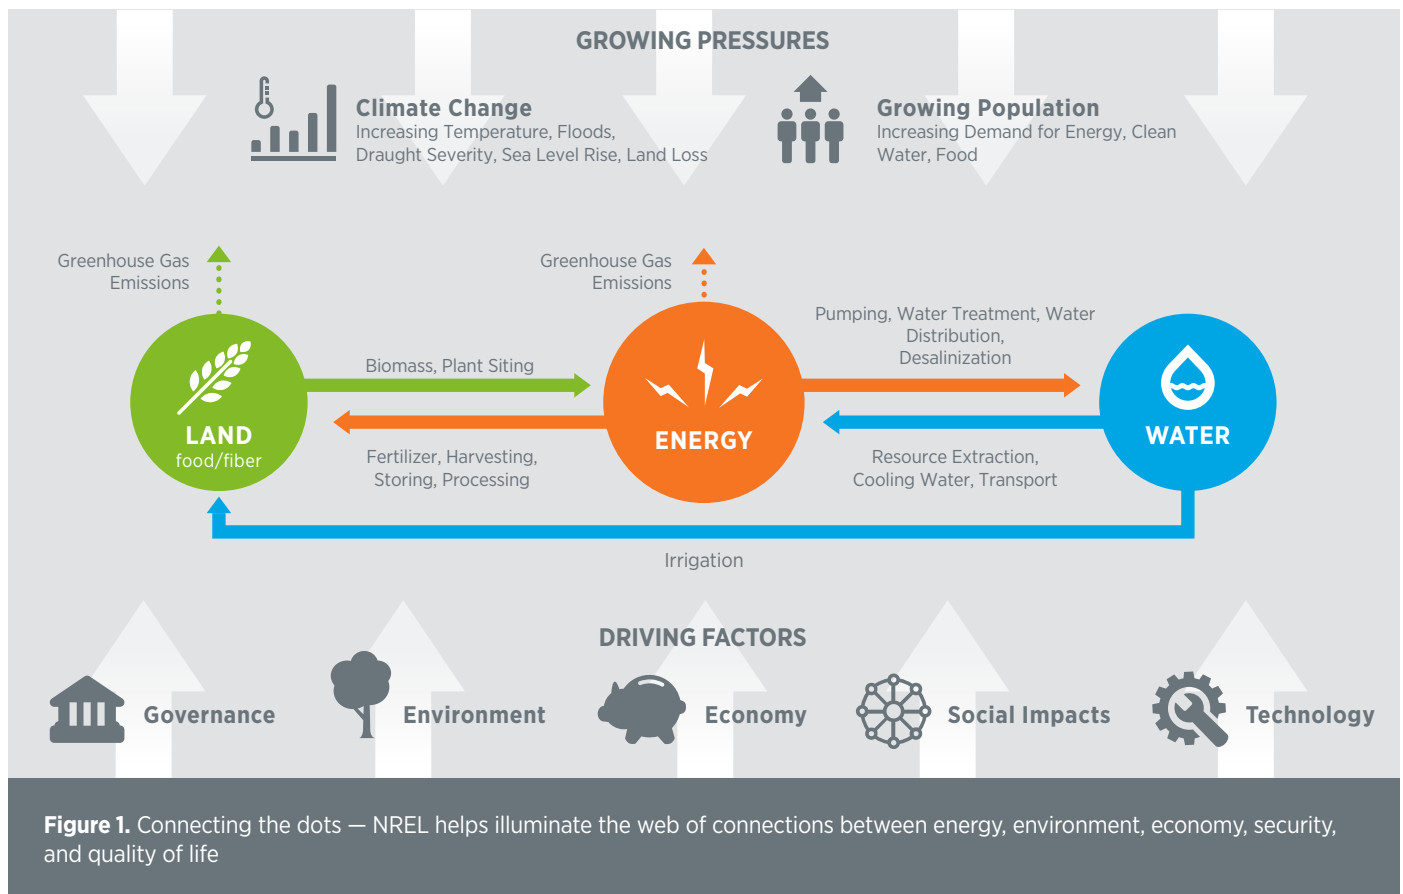 GROWING PRESSURES
Climate Change
Increasing Temperature, Floods,
Draught Severity, Sea Level Rise, Land Loss
Growing Population
Increasing Demand for Energy, Clean
Water, Food
Greenhouse Gas
Emissions
Greenhouse Gas
Emissions
Pumping, Water Treatment, Water
Distribution,
Desalinization
Biomass, Plant Siting
LAND
food/fiber
ENERGY
WATER
Fertilizer, Harvesting,
Storing, Processing
Resource Extraction,
Cooling Water, Transport
Irrigation
DRIVING FACTORS
Governance
Environment
Economy
Social Impacts
Technology
Figure 1. Connecting the dots — NREL helps illuminate the web of connections between energy, environment, economy, security,
and quality of life